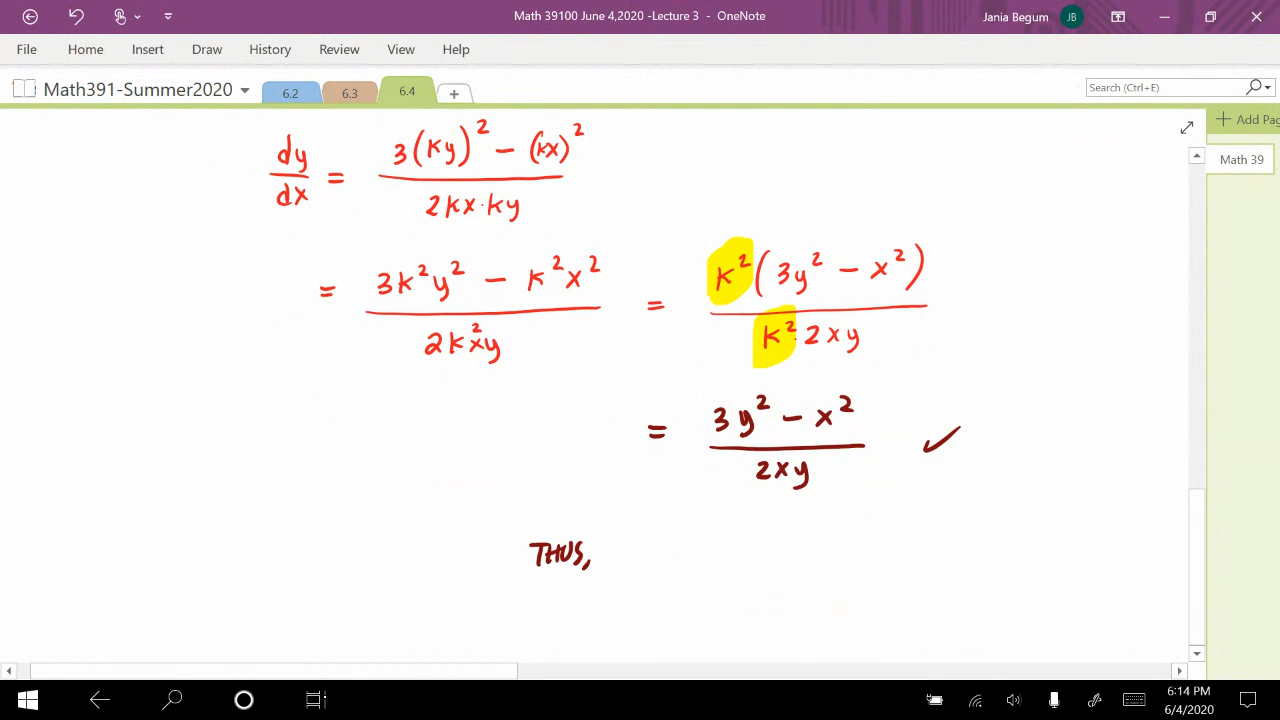 Math 39100 June 4,2020 -Lecture 3 - OneNote
Jania Begum JB
File Home Insert Draw History Review View Help
Math391-Summer2020 6.2 6.3 6.4 Search (Ctrl+E)
Add Pag
Math 39
dy/dx = (3(ky)² - (kx)²)/(2kx·ky)
= (3k²y² - k²x²)/(2k²xy) = (k²(3y² - x²))/(k²·2xy)
= (3y² - x²)/(2xy) ✓
THUS,
6:14 PM
6/4/2020